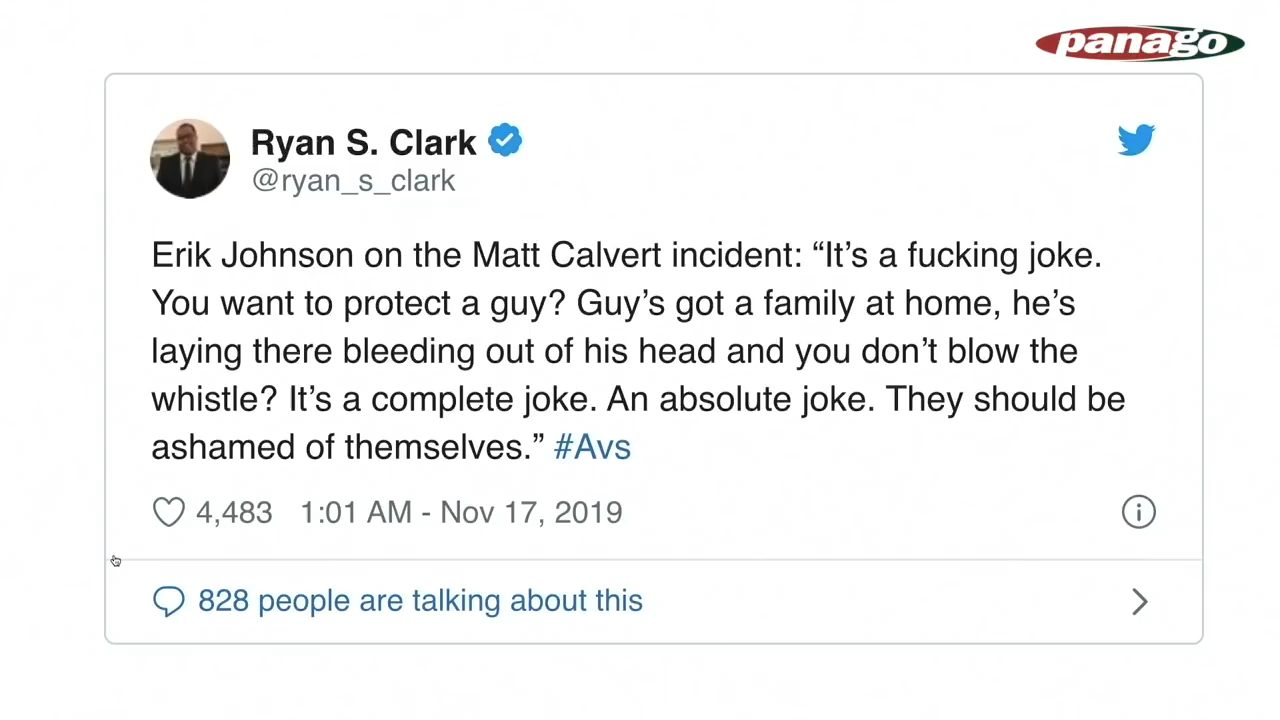 panago
Ryan S. Clark
@ryan_s_clark
Erik Johnson on the Matt Calvert incident: “It’s a fucking joke.
You want to protect a guy? Guy’s got a family at home, he’s
laying there bleeding out of his head and you don’t blow the
whistle? It’s a complete joke. An absolute joke. They should be
ashamed of themselves.” #Avs
4,483 1:01 AM - Nov 17, 2019
828 people are talking about this